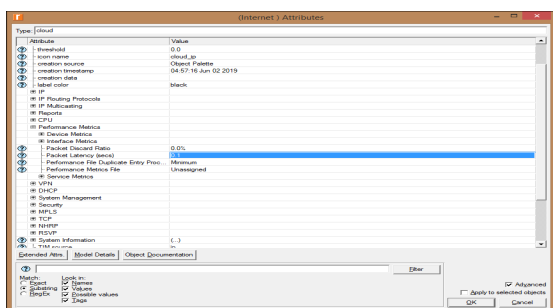 (Internet ) Attributes
Type: cloud
Attribute Value
threshold 0.0
icon name cloud_ip
creation source Object Palette
creation timestamp 04:57:16 Jun 02 2019
creation data
label color black
IP
IP Routing Protocols
IP Multicasting
Reports
CPU
Performance Metrics
Device Metrics
Interface Metrics
Packet Discard Ratio 0.0%
Packet Latency (secs) 0.1
Performance File Duplicate Entry Proc... Minimum
Performance Metrics File Unassigned
Service Metrics
VPN
DHCP
System Management
Security
MPLS
TCP
NHRP
RSVP
System Information (...)
TIM source ip
Extended Attrs. Model Details Object Documentation
Filter
Match: Look in:
Exact Names
Substring Values
RegEx Possible values
Tags
Advanced
Apply to selected objects
OK Cancel